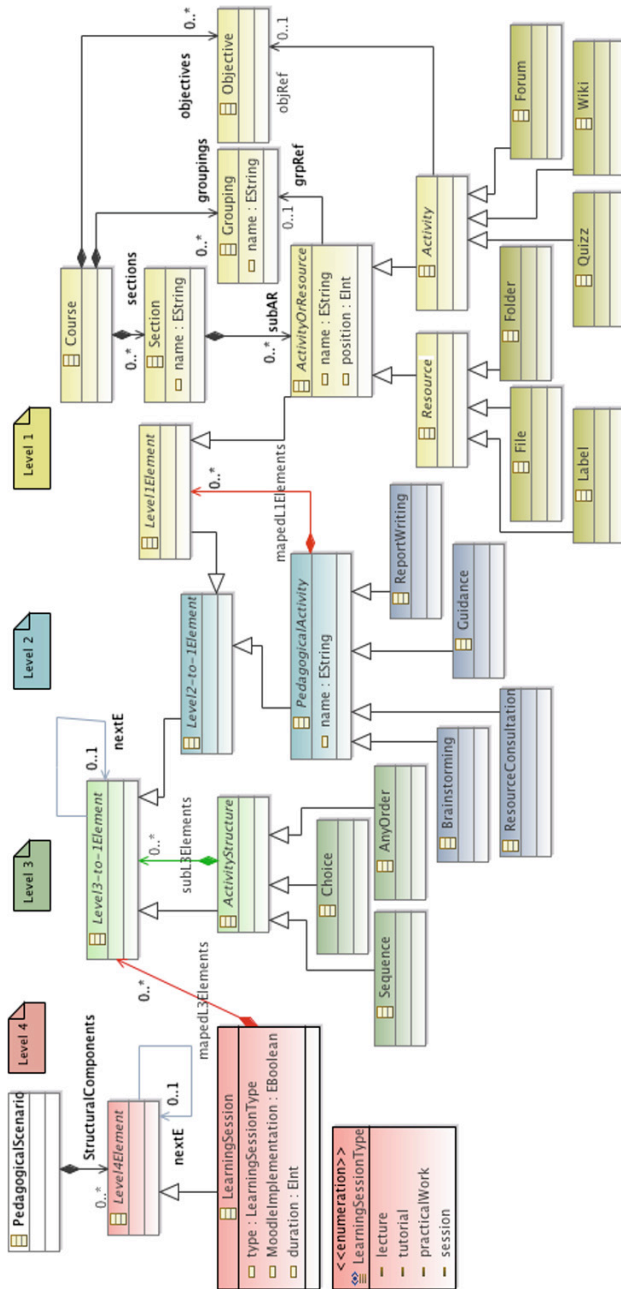 Level 4
Level 3
Level 2
Level 1
PedagogicalScenario
StructuralComponents
0..*
Level4Element
0..1
nextE
LearningSession
type : LearningSessionType
MoodleImplementation : EBoolean
duration : EInt
<<enumeration>>
LearningSessionType
lecture
tutorial
practicalWork
session
0..*
mapedL3Elements
Level3-to-1Element
0..1
nextE
0..*
subL3Elements
ActivityStructure
Sequence
Choice
AnyOrder
Level2-to-1Element
PedagogicalActivity
name : EString
Brainstorming
ResourceConsultation
Guidance
ReportWriting
Level1Element
0..*
mapedL1Elements
Course
sections
0..*
Section
name : EString
subAR
0..*
groupings
0..*
Grouping
name : EString
objectives
0..*
Objective
0..1
objRef
0..1
grpRef
ActivityOrResource
name : EString
position : EInt
Resource
Activity
Label
File
Folder
Quizz
Wiki
Forum